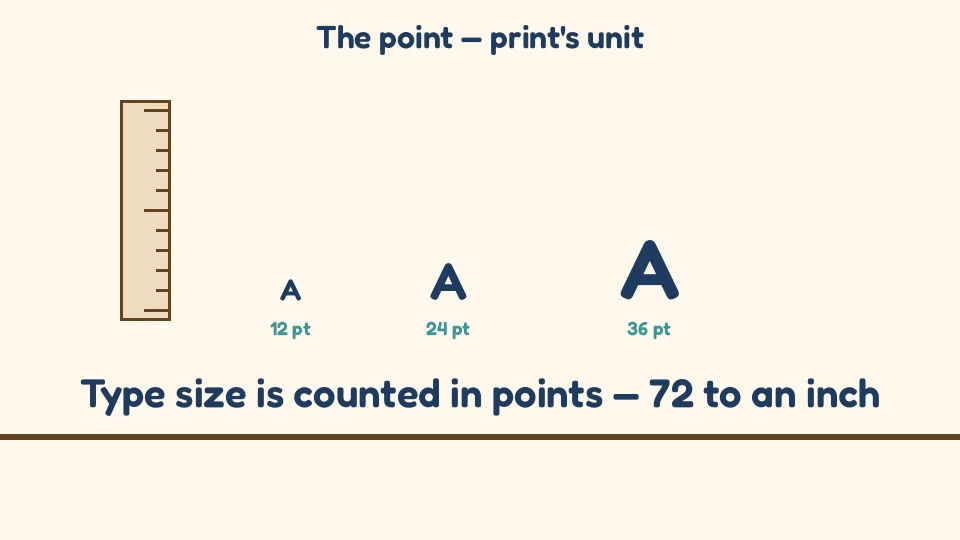 The point — print's unit
A A A
12 pt 24 pt 36 pt
Type size is counted in points — 72 to an inch